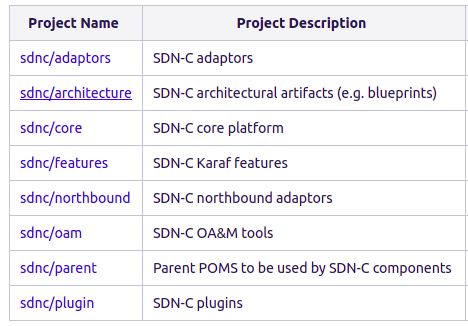 Project Name Project Description
sdnc/adaptors SDN-C adaptors
sdnc/architecture SDN-C architectural artifacts (e.g. blueprints)
sdnc/core SDN-C core platform
sdnc/features SDN-C Karaf features
sdnc/northbound SDN-C northbound adaptors
sdnc/oam SDN-C OA&M tools
sdnc/parent Parent POMS to be used by SDN-C components
sdnc/plugin SDN-C plugins